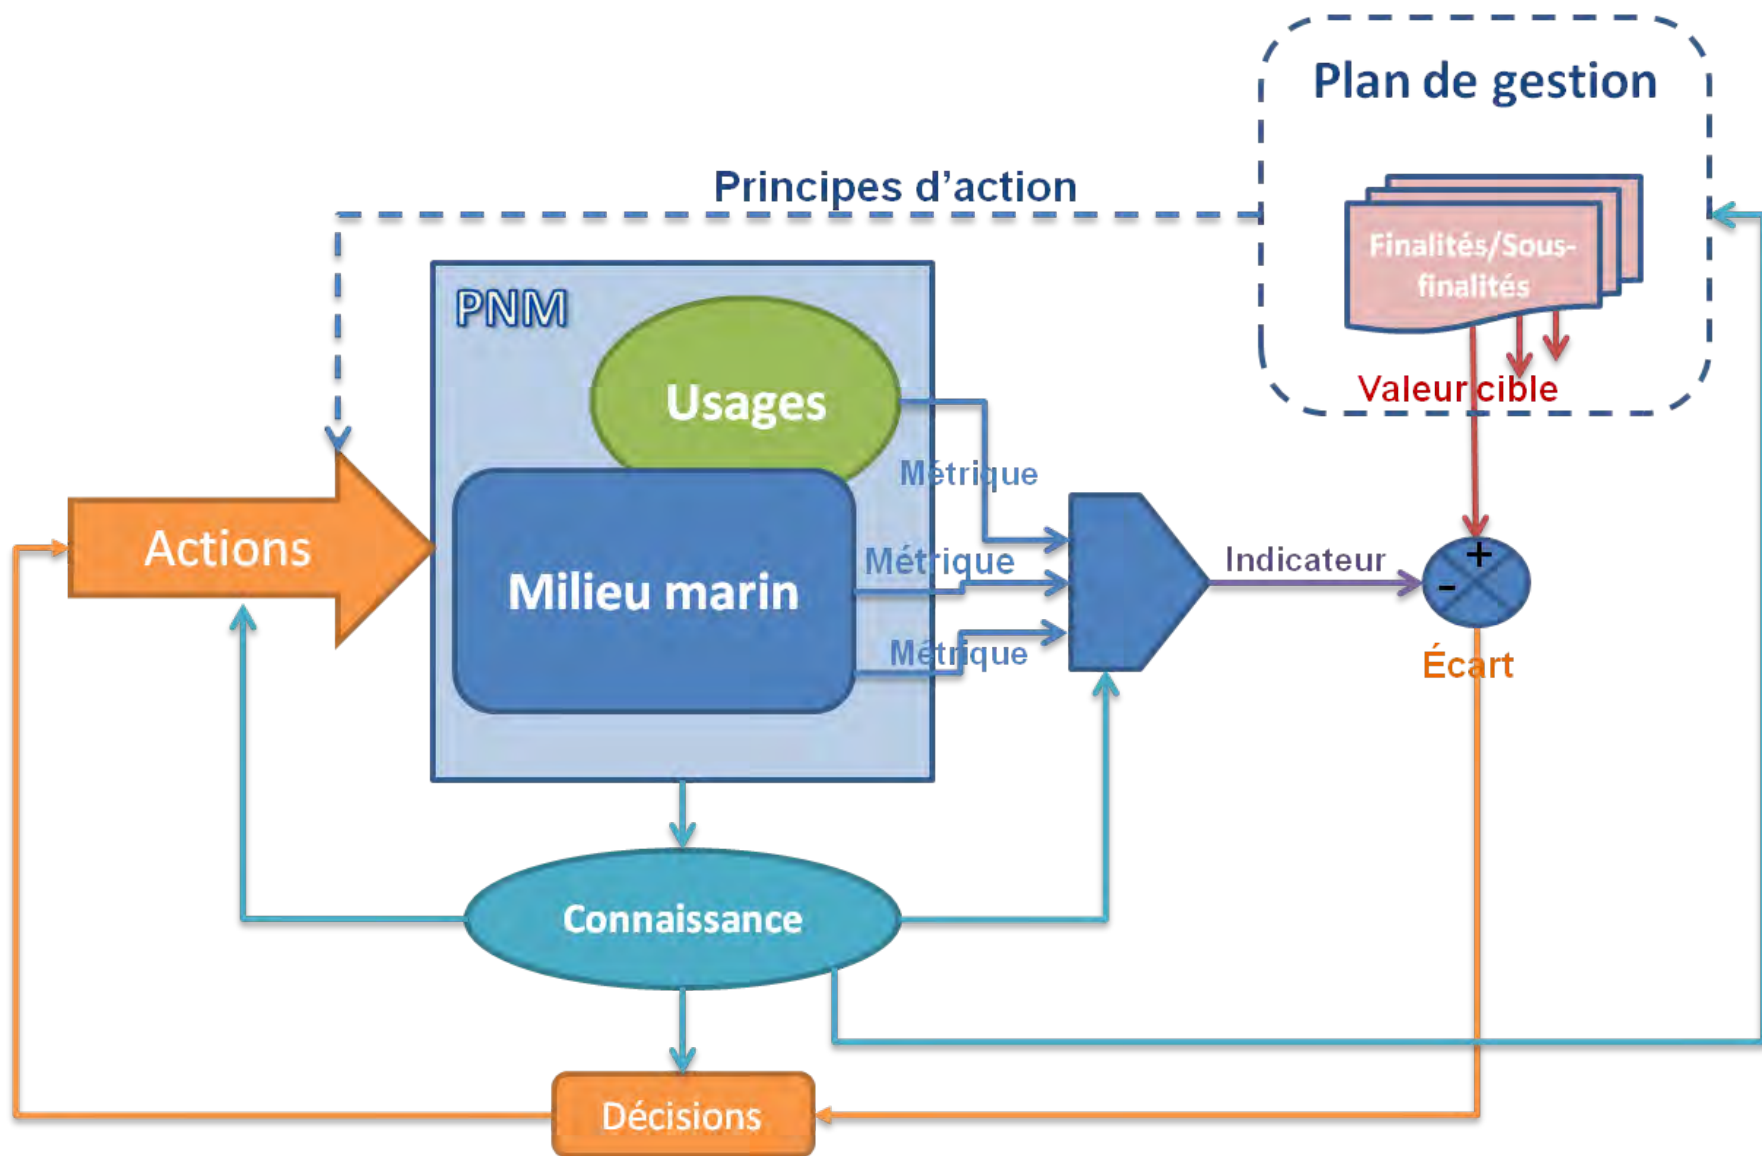 Plan de gestion
Principes d’action
Finalités/Sous-
finalités
PNM
Valeur cible
Usages
Métrique
Actions
Métrique
Indicateur
+
-
Milieu marin
Métrique
Écart
Connaissance
Décisions